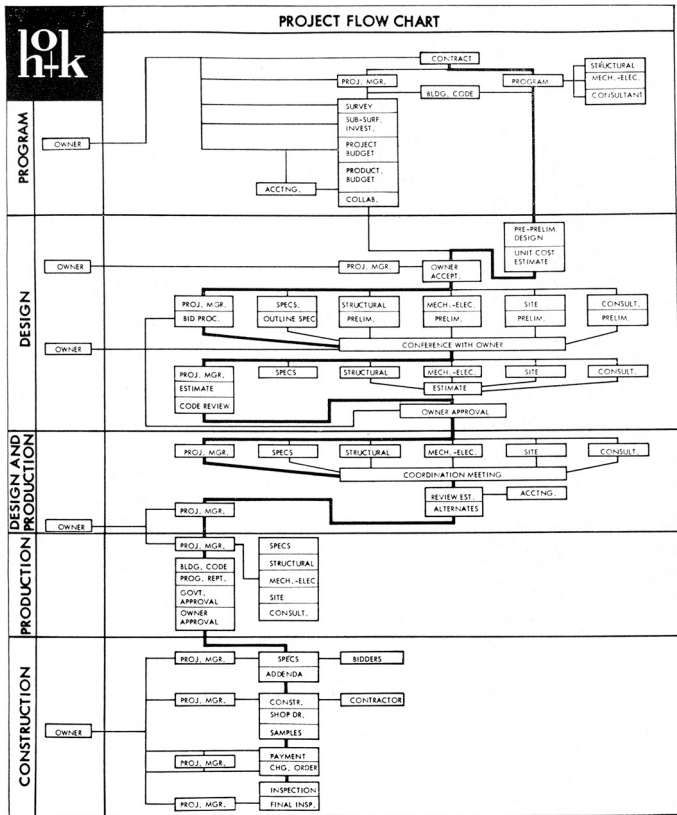 hok
PROJECT FLOW CHART
PROGRAM
OWNER
CONTRACT
PROJ. MGR.
PROGRAM
STRUCTURAL
MECH.-ELEC.
CONSULTANT
BLDG. CODE
SURVEY
SUB-SURF.
INVEST.
PROJECT
BUDGET
PRODUCT.
BUDGET
COLLAB.
ACCTNG.
DESIGN
PRE-PRELIM.
DESIGN
UNIT COST
ESTIMATE
OWNER
PROJ. MGR.
OWNER
ACCEPT.
PROJ. MGR.
BID PROC.
SPECS.
OUTLINE SPEC
STRUCTURAL
PRELIM.
MECH.-ELEC.
PRELIM.
SITE
PRELIM.
CONSULT.
PRELIM.
OWNER
CONFERENCE WITH OWNER
PROJ. MGR.
ESTIMATE
CODE REVIEW
SPECS
STRUCTURAL
MECH.-ELEC.
SITE
CONSULT.
ESTIMATE
OWNER APPROVAL
DESIGN AND
PRODUCTION
PROJ. MGR.
SPECS
STRUCTURAL
MECH.-ELEC.
SITE
CONSULT.
COORDINATION MEETING
REVIEW EST.
ALTERNATES
ACCTNG.
PROJ. MGR.
OWNER
PRODUCTION
PROJ. MGR.
BLDG. CODE
PROG. REPT.
GOVT.
APPROVAL
OWNER
APPROVAL
SPECS
STRUCTURAL
MECH.-ELEC.
SITE
CONSULT.
CONSTRUCTION
PROJ. MGR.
SPECS
ADDENDA
BIDDERS
PROJ. MGR.
CONSTR.
SHOP DR.
SAMPLES
CONTRACTOR
OWNER
PROJ. MGR.
PAYMENT
CHG. ORDER
INSPECTION
PROJ. MGR.
FINAL INSP.